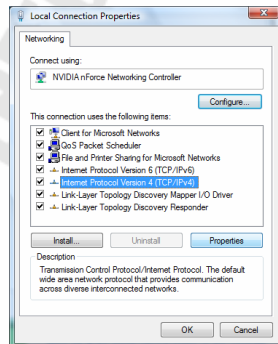 Local Connection Properties
Networking
Connect using:
NVIDIA nForce Networking Controller
Configure...
This connection uses the following items:
Client for Microsoft Networks
QoS Packet Scheduler
File and Printer Sharing for Microsoft Networks
Internet Protocol Version 6 (TCP/IPv6)
Internet Protocol Version 4 (TCP/IPv4)
Link-Layer Topology Discovery Mapper I/O Driver
Link-Layer Topology Discovery Responder
Install... Uninstall Properties
Description
Transmission Control Protocol/Internet Protocol. The default
wide area network protocol that provides communication
across diverse interconnected networks.
OK Cancel